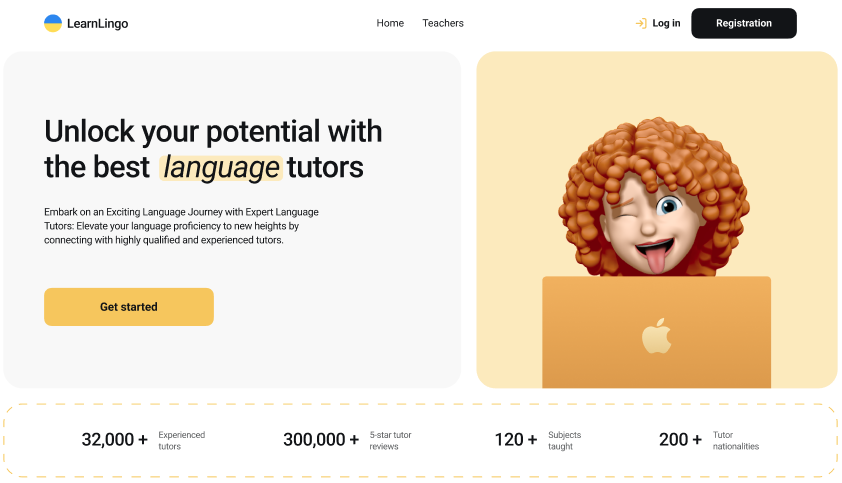 LearnLingo
Home
Teachers
Log in
Registration
Unlock your potential with
the best language tutors
Embark on an Exciting Language Journey with Expert Language
Tutors: Elevate your language proficiency to new heights by
connecting with highly qualified and experienced tutors.
Get started
32,000 +
Experienced
tutors
300,000 +
5-star tutor
reviews
120 +
Subjects
taught
200 +
Tutor
nationalities